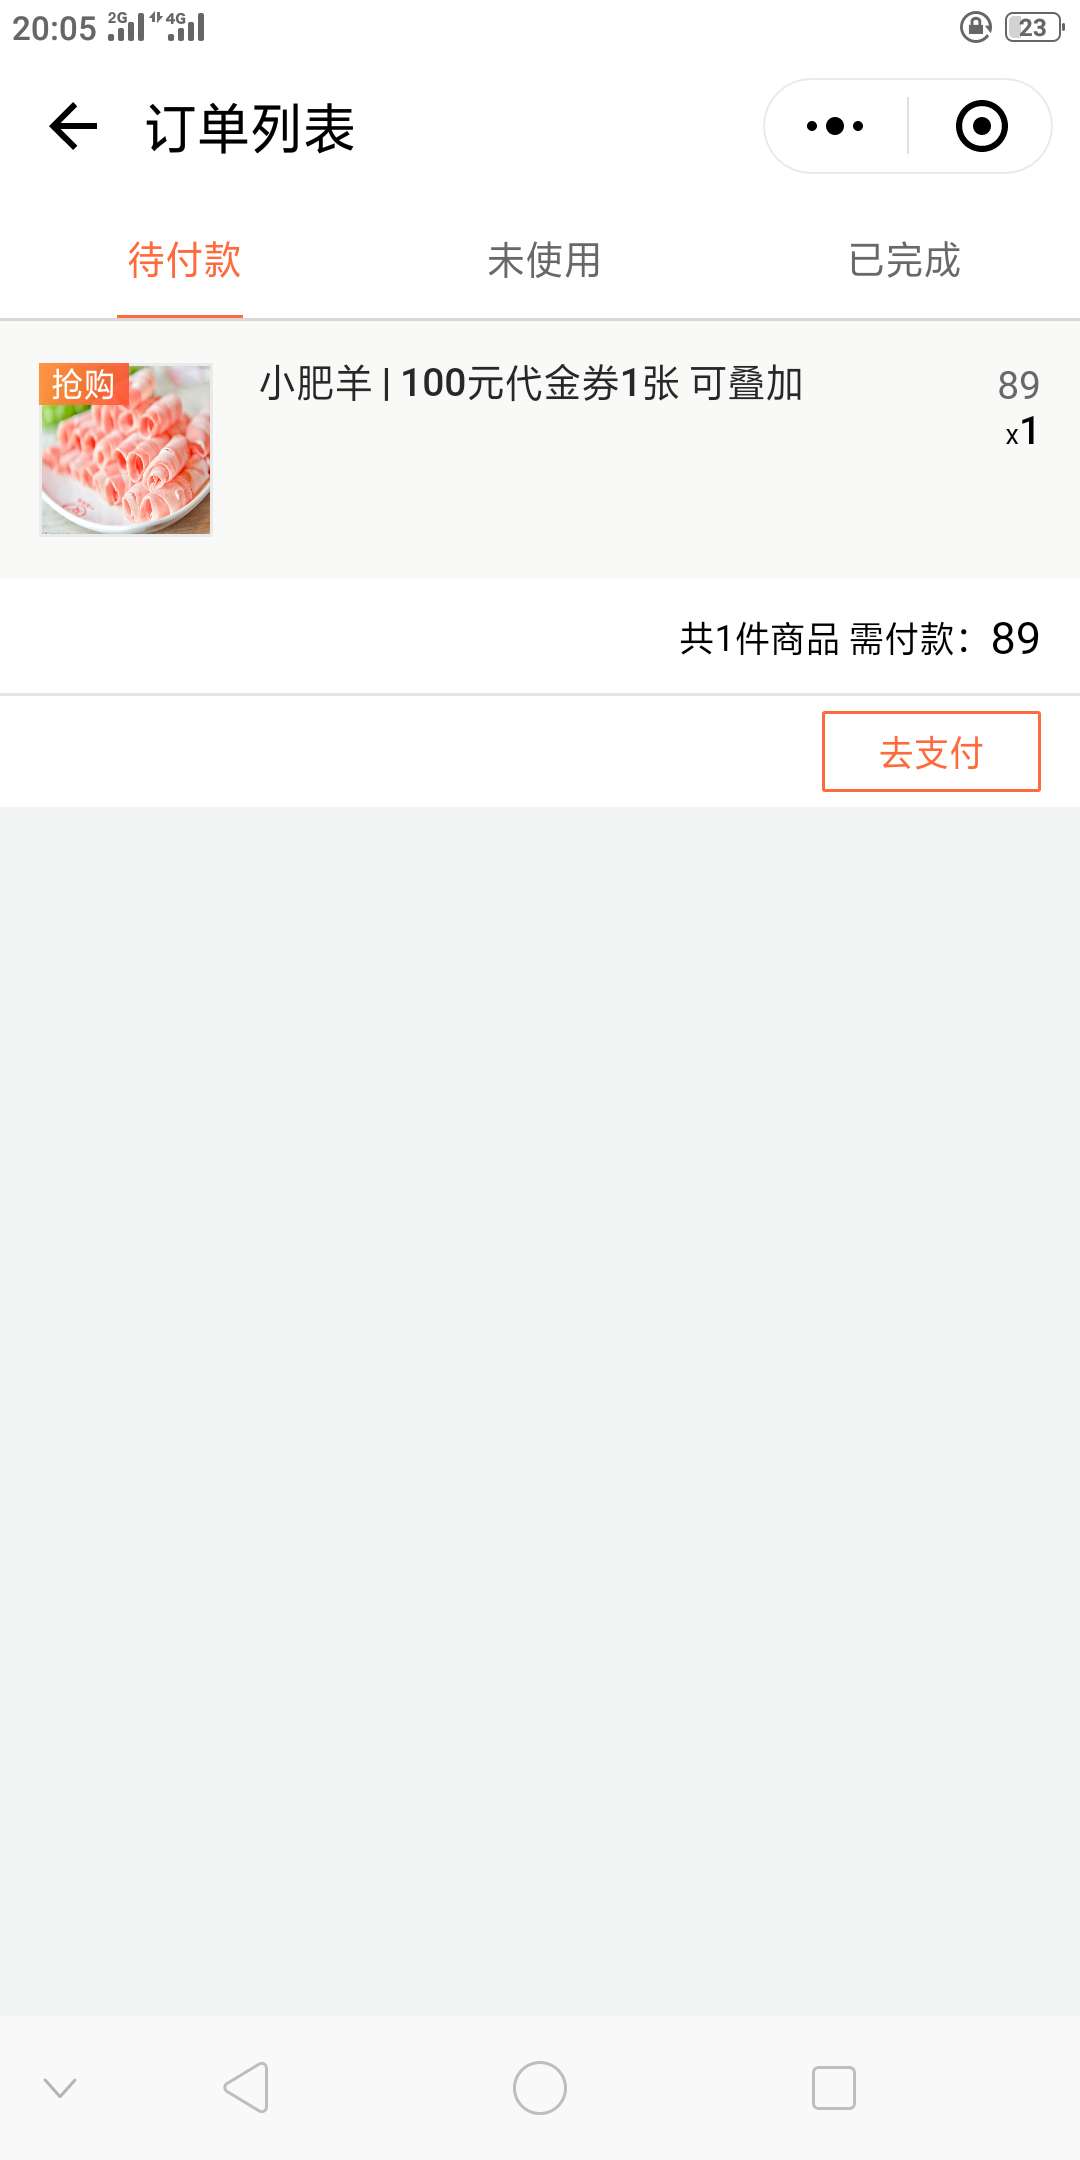 20:05 2G 4G 23
订单列表
待付款 未使用 已完成
抢购 小肥羊 | 100元代金券1张 可叠加 89
x1
共1件商品 需付款：89
去支付